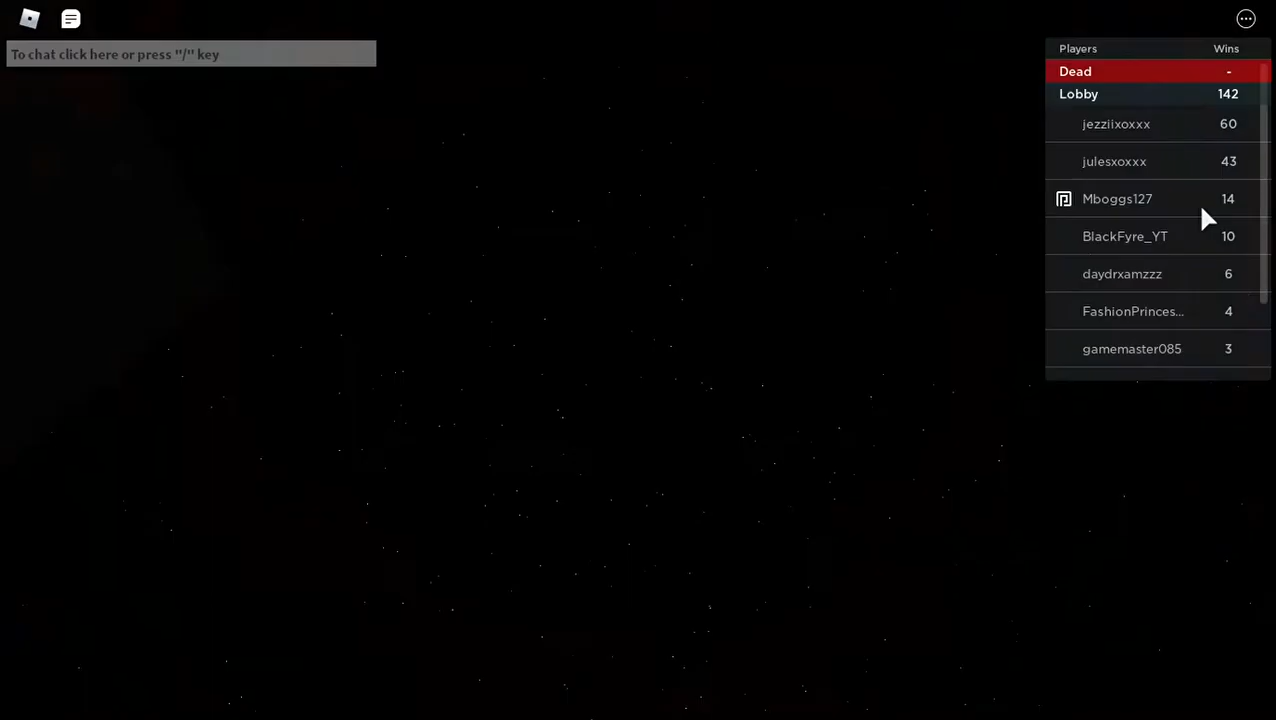 To chat click here or press "/" key
Players Wins
Dead -
Lobby 142
jezziixoxxx 60
julesxoxxx 43
Mboggs127 14
BlackFyre_YT 10
daydrxamzzz 6
FashionPrinces... 4
gamemaster085 3